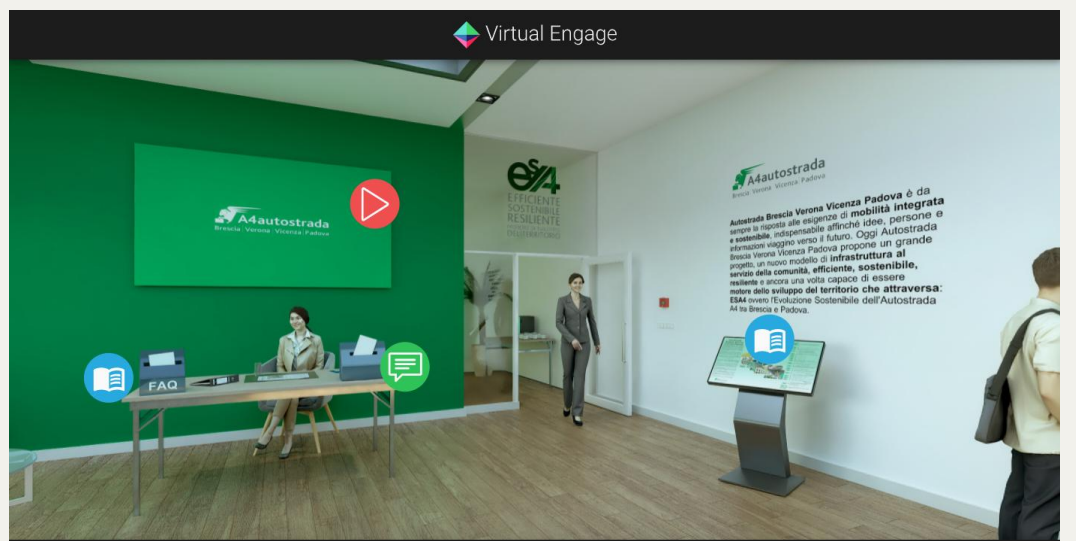 Virtual Engage
A4autostrada
Brescia Verona Vicenza Padova
esA4
EFFICIENTE
SOSTENIBILE
RESILIENTE
DEL TERRITORIO
A4autostrada
Brescia Verona Vicenza Padova
Autostrada Brescia Verona Vicenza Padova è da
sempre la risposta alle esigenze di mobilità integrata
e sostenibile, indispensabile affinché idee, persone e
informazioni viaggino verso il futuro. Oggi Autostrada
Brescia Verona Vicenza Padova propone un grande
progetto, un nuovo modello di infrastruttura al
servizio della comunità, efficiente, sostenibile,
resiliente e ancora una volta capace di essere
motore dello sviluppo del territorio che attraversa:
ESA4 ovvero l'Evoluzione Sostenibile dell'Autostrada
A4 tra Brescia e Padova.
FAQ